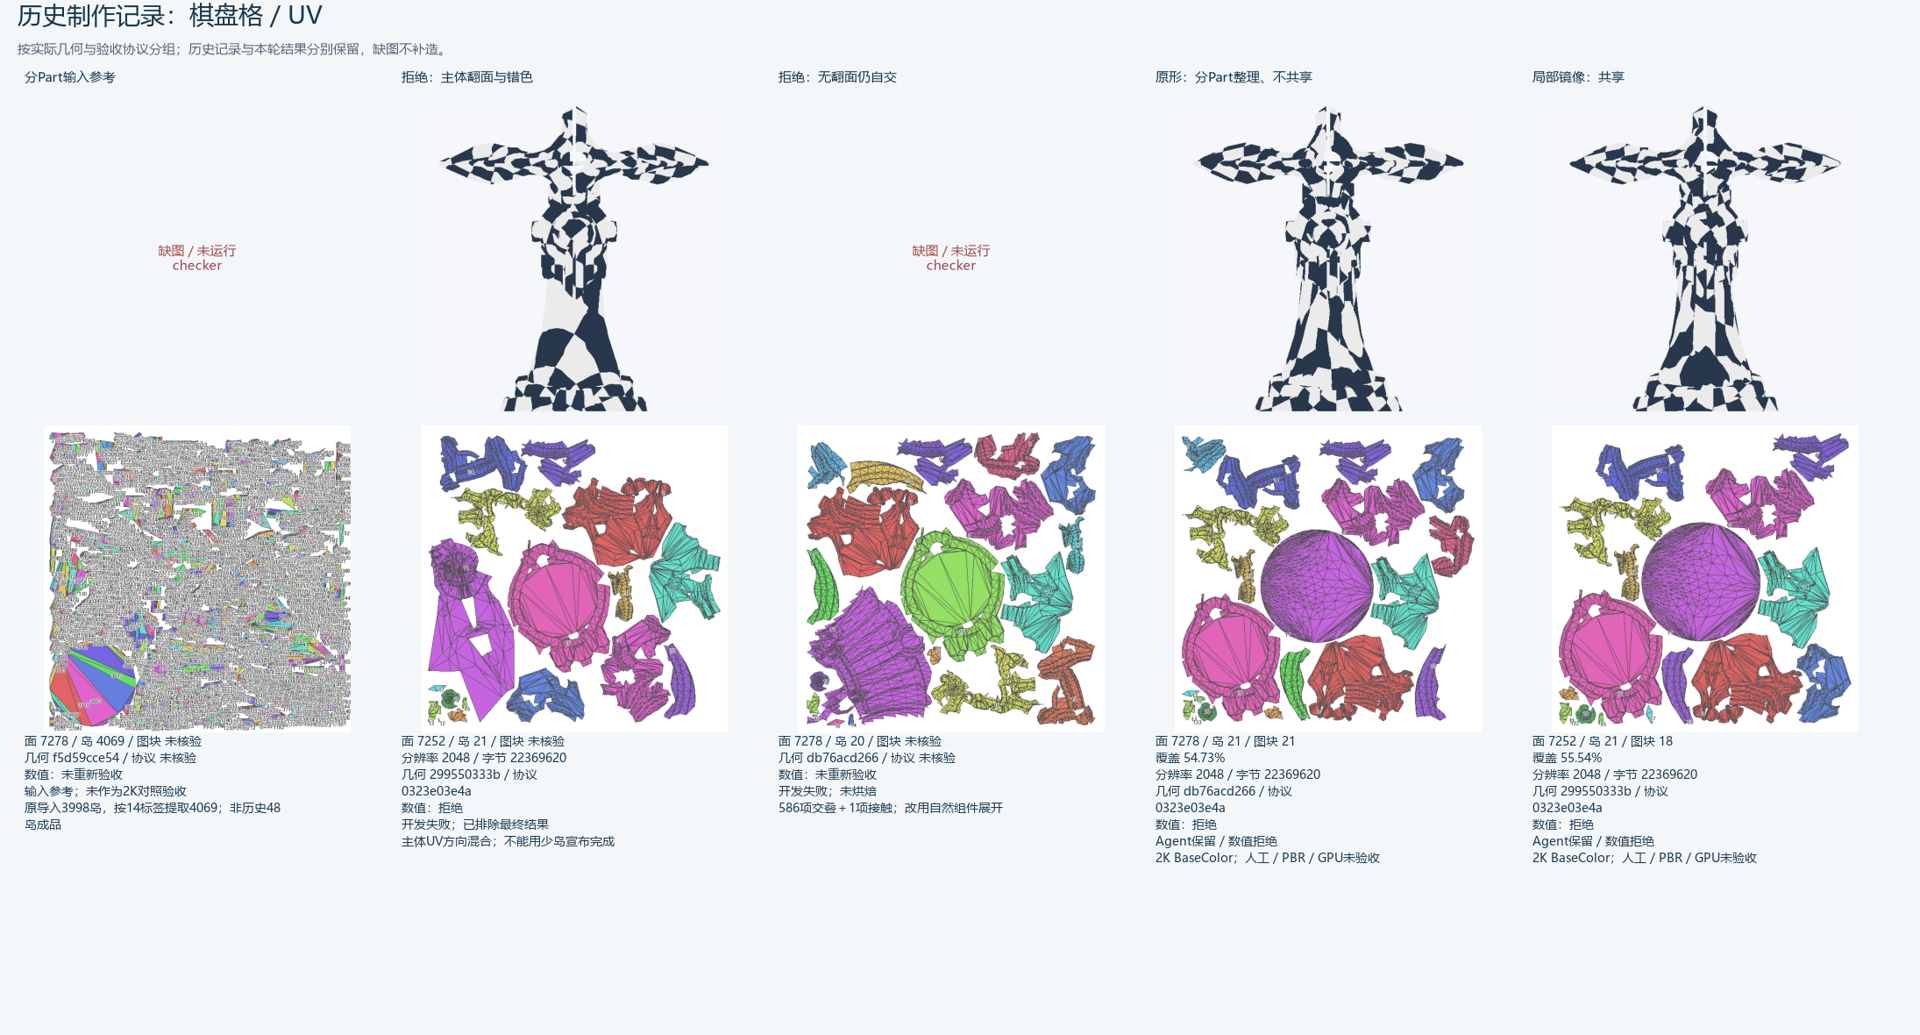 历史制作记录：棋盘格 / UV
按实际几何与验收协议分组；历史记录与本轮结果分别保留，缺图不补造。
分Part输入参考
拒绝：主体翻面与错色
拒绝：无翻面仍自交
原形：分Part整理、不共享
局部镜像：共享
缺图 / 未运行
checker
缺图 / 未运行
checker
面 7278 / 岛 4069 / 图块 未核验
几何 f5d59cce54 / 协议 未核验
数值：未重新验收
输入参考；未作为2K对照验收
原导入3998岛，按14标签提取4069；非历史48
岛成品
面 7252 / 岛 21 / 图块 未核验
分辨率 2048 / 字节 22369620
几何 299550333b / 协议
0323e03e4a
数值：拒绝
开发失败；已排除最终结果
主体UV方向混合；不能用少岛宣布完成
面 7278 / 岛 20 / 图块 未核验
几何 db76acd266 / 协议 未核验
数值：未重新验收
开发失败；未烘焙
586项交叠 + 1项接触；改用自然组件展开
面 7278 / 岛 21 / 图块 21
覆盖 54.73%
分辨率 2048 / 字节 22369620
几何 db76acd266 / 协议
0323e03e4a
数值：拒绝
Agent保留 / 数值拒绝
2K BaseColor；人工 / PBR / GPU未验收
面 7252 / 岛 21 / 图块 18
覆盖 55.54%
分辨率 2048 / 字节 22369620
几何 299550333b / 协议
0323e03e4a
数值：拒绝
Agent保留 / 数值拒绝
2K BaseColor；人工 / PBR / GPU未验收